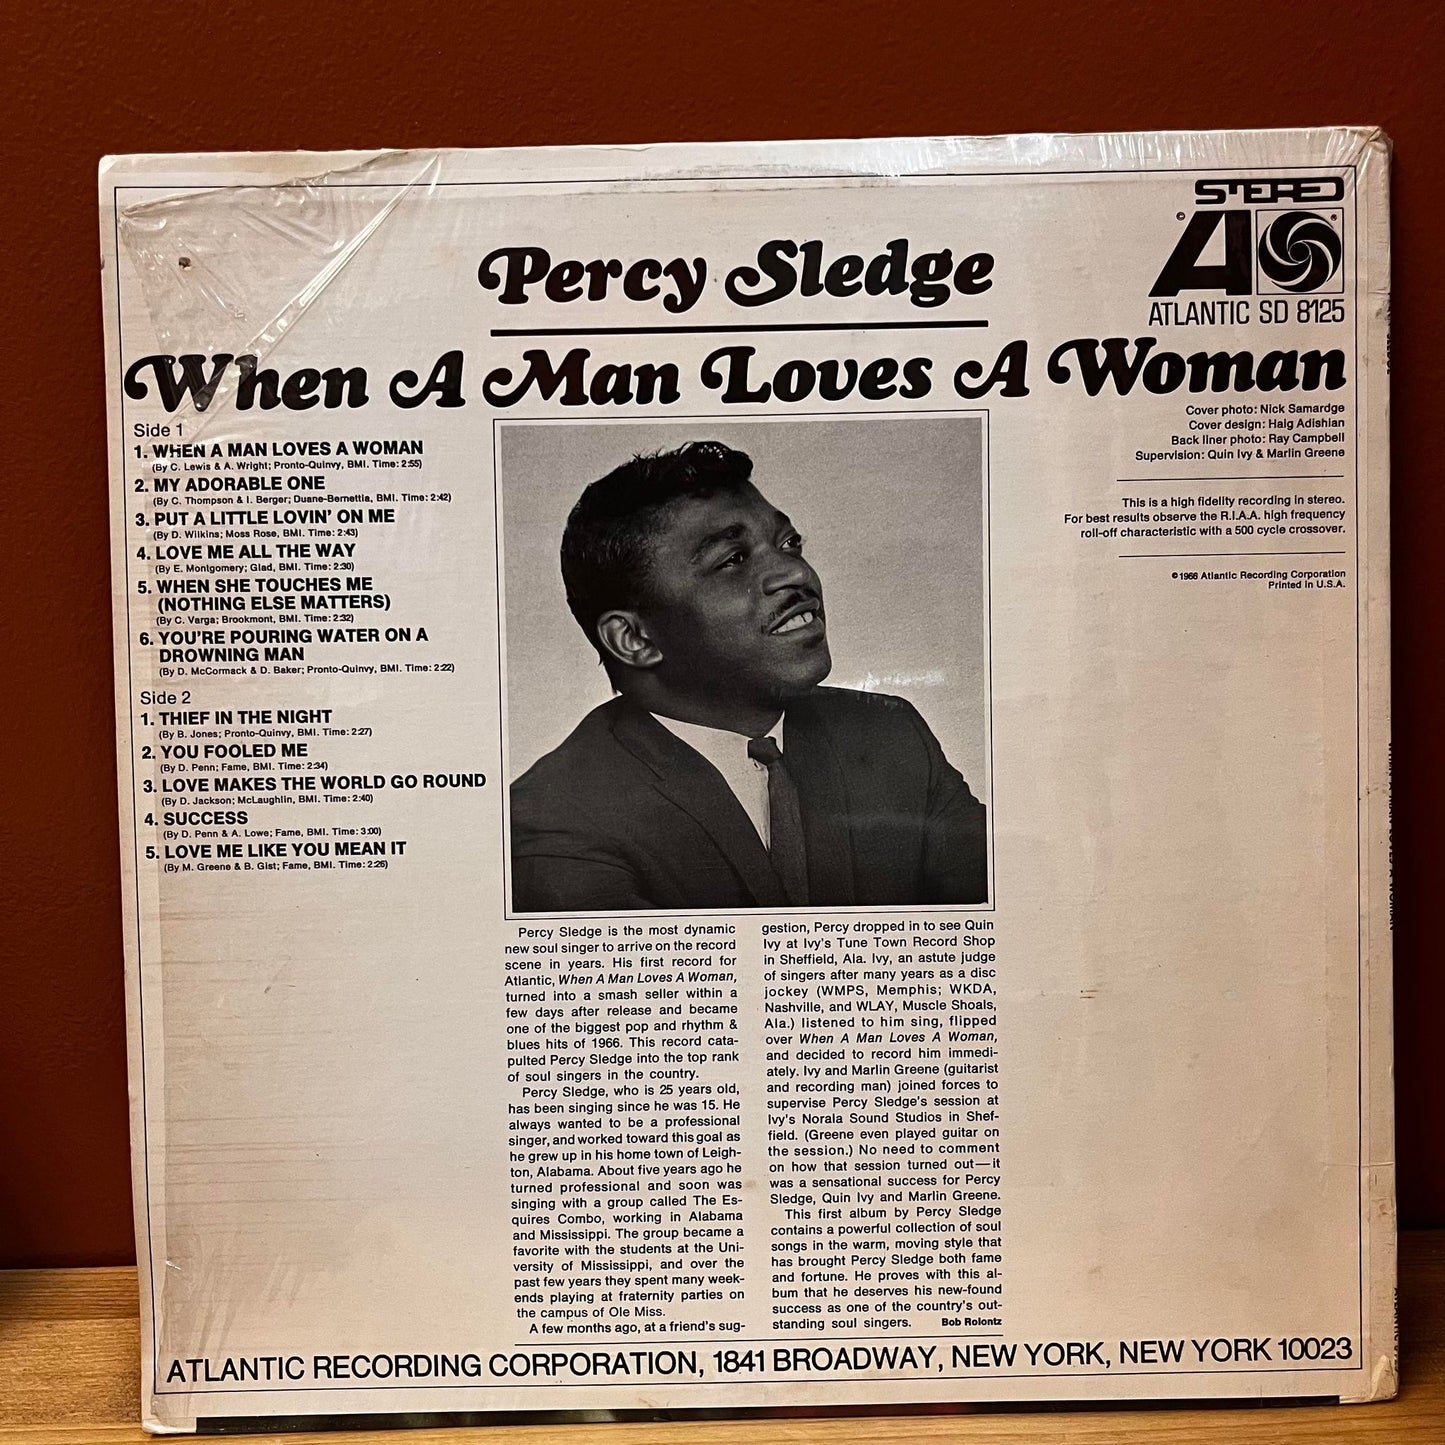 STEREO
©
®
ATLANTIC SD 8125
Percy Sledge
When A Man Loves A Woman
Side 1
1. WHEN A MAN LOVES A WOMAN
(By C. Lewis & A. Wright; Pronto-Quinvy, BMI. Time: 2:55)
2. MY ADORABLE ONE
(By C. Thompson & I. Berger; Duane-Bernettia, BMI. Time: 2:42)
3. PUT A LITTLE LOVIN' ON ME
(By D. Wilkins; Moss Rose, BMI. Time: 2:43)
4. LOVE ME ALL THE WAY
(By E. Montgomery; Glad, BMI. Time: 2:30)
5. WHEN SHE TOUCHES ME
(NOTHING ELSE MATTERS)
(By C. Varga; Brookmont, BMI. Time: 2:32)
6. YOU'RE POURING WATER ON A
DROWNING MAN
(By D. McCormack & D. Baker; Pronto-Quinvy, BMI. Time: 2:22)
Side 2
1. THIEF IN THE NIGHT
(By B. Jones; Pronto-Quinvy, BMI. Time: 2:27)
2. YOU FOOLED ME
(By D. Penn; Fame, BMI. Time: 2:34)
3. LOVE MAKES THE WORLD GO ROUND
(By D. Jackson; McLaughlin, BMI. Time: 2:40)
4. SUCCESS
(By D. Penn & A. Lowe; Fame, BMI. Time: 3:00)
5. LOVE ME LIKE YOU MEAN IT
(By M. Greene & B. Gist; Fame, BMI. Time: 2:26)
Cover photo: Nick Samardge
Cover design: Haig Adishian
Back liner photo: Ray Campbell
Supervision: Quin Ivy & Marlin Greene
This is a high fidelity recording in stereo.
For best results observe the R.I.A.A. high frequency
roll-off characteristic with a 500 cycle crossover.
©1966 Atlantic Recording Corporation
Printed in U.S.A.
Percy Sledge is the most dynamic
new soul singer to arrive on the record
scene in years. His first record for
Atlantic, When A Man Loves A Woman,
turned into a smash seller within a
few days after release and became
one of the biggest pop and rhythm &
blues hits of 1966. This record cata-
pulted Percy Sledge into the top rank
of soul singers in the country.
Percy Sledge, who is 25 years old,
has been singing since he was 15. He
always wanted to be a professional
singer, and worked toward this goal as
he grew up in his home town of Leigh-
ton, Alabama. About five years ago he
turned professional and soon was
singing with a group called The Es-
quires Combo, working in Alabama
and Mississippi. The group became a
favorite with the students at the Uni-
versity of Mississippi, and over the
past few years they spent many week-
ends playing at fraternity parties on
the campus of Ole Miss.
A few months ago, at a friend's sug-
gestion, Percy dropped in to see Quin
Ivy at Ivy's Tune Town Record Shop
in Sheffield, Ala. Ivy, an astute judge
of singers after many years as a disc
jockey (WMPS, Memphis; WKDA,
Nashville, and WLAY, Muscle Shoals,
Ala.) listened to him sing, flipped
over When A Man Loves A Woman,
and decided to record him immedi-
ately. Ivy and Marlin Greene (guitarist
and recording man) joined forces to
supervise Percy Sledge's session at
Ivy's Norala Sound Studios in Shef-
field. (Greene even played guitar on
the session.) No need to comment
on how that session turned out—it
was a sensational success for Percy
Sledge, Quin Ivy and Marlin Greene.
This first album by Percy Sledge
contains a powerful collection of soul
songs in the warm, moving style that
has brought Percy Sledge both fame
and fortune. He proves with this al-
bum that he deserves his new-found
success as one of the country's out-
standing soul singers. Bob Rolontz
ATLANTIC RECORDING CORPORATION, 1841 BROADWAY, NEW YORK, NEW YORK 10023